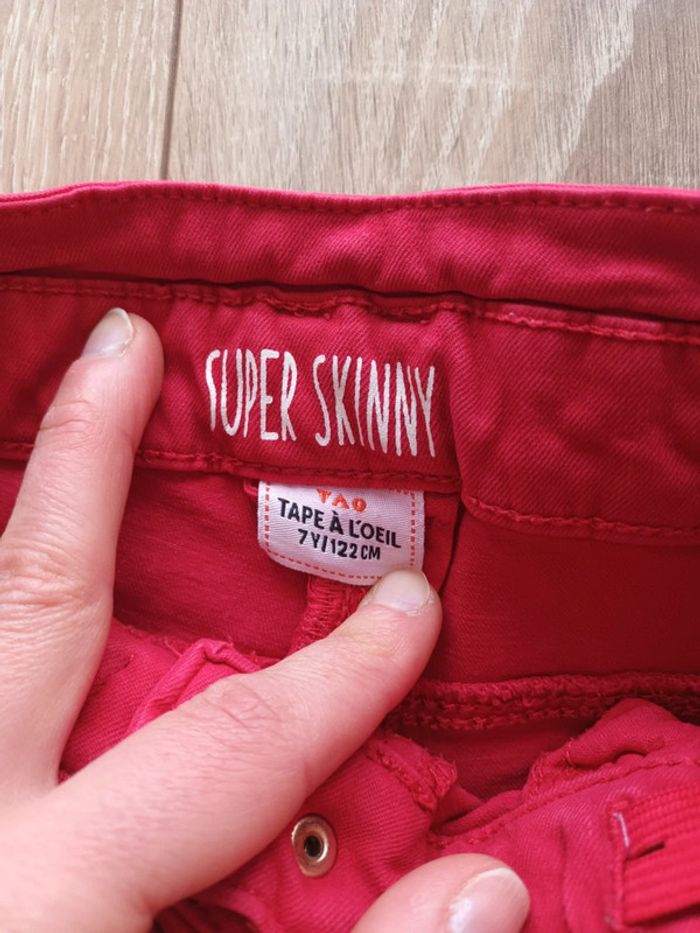 SUPER SKINNY
TAO
TAPE À L'OEIL
7Y/122CM